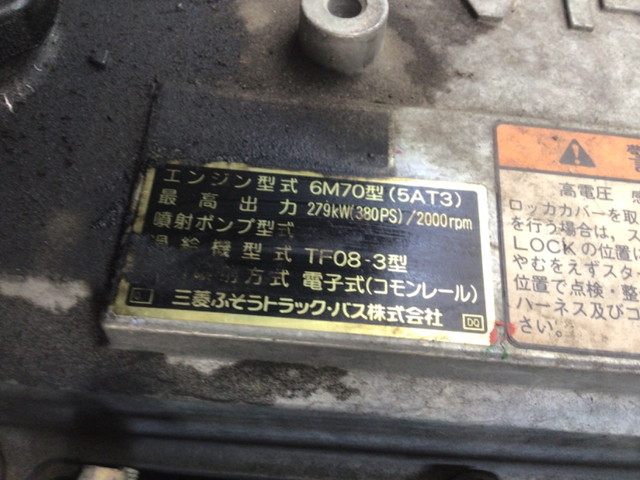 エンジン型式 6M70型(5AT3)
最高出力 279kW(380PS)/2000rpm
噴射ポンプ型式
過給機型式 TF08-3型
射方式 電子式(コモンレール)
三菱ふそうトラック・バス株式会社 DQ
高電圧 感
ロッカカバーを取
を行う場合は、ス
LOCKの位置に
やむをえずスタ
位置で点検・整
ハーネス及びコ
さい。